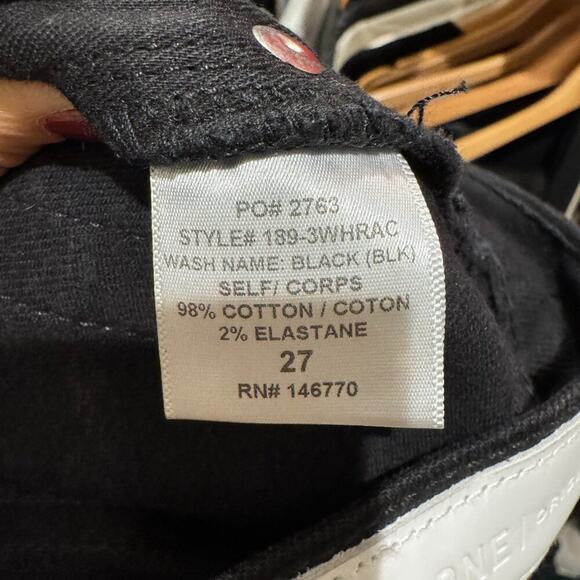 PO# 2763
STYLE# 189-3WHRAC
WASH NAME: BLACK (BLK)
SELF/ CORPS
98% COTTON / COTON
2% ELASTANE
27
RN# 146770